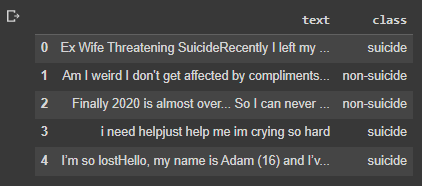 text class
0 Ex Wife Threatening SuicideRecently I left my ... suicide
1 Am I weird I don't get affected by compliments... non-suicide
2 Finally 2020 is almost over... So I can never ... non-suicide
3 i need helpjust help me im crying so hard suicide
4 I’m so lostHello, my name is Adam (16) and I’v... suicide